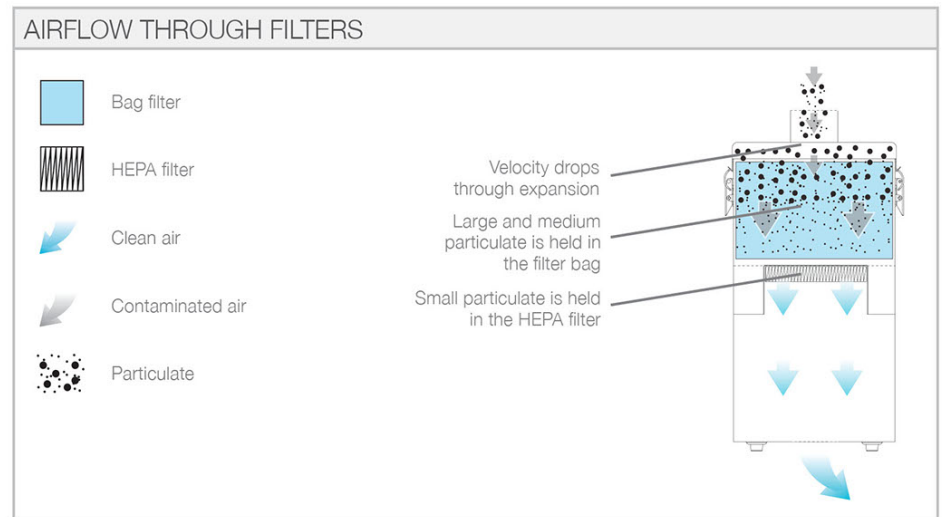 AIRFLOW THROUGH FILTERS
Bag filter
HEPA filter
Clean air
Contaminated air
Particulate
Velocity drops
through expansion
Large and medium
particulate is held in
the filter bag
Small particulate is held
in the HEPA filter